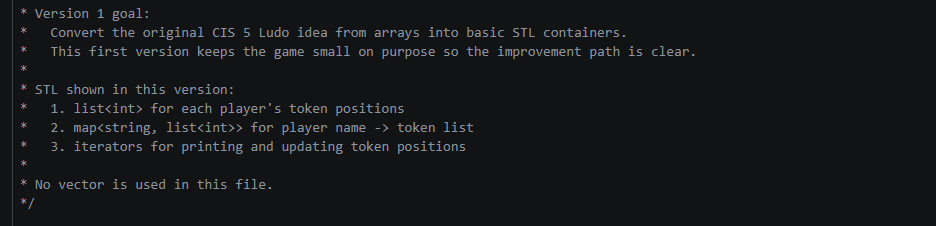 * Version 1 goal:
*   Convert the original CIS 5 Ludo idea from arrays into basic STL containers.
*   This first version keeps the game small on purpose so the improvement path is clear.
*
* STL shown in this version:
*   1. list<int> for each player's token positions
*   2. map<string, list<int>> for player name -> token list
*   3. iterators for printing and updating token positions
*
* No vector is used in this file.
*/